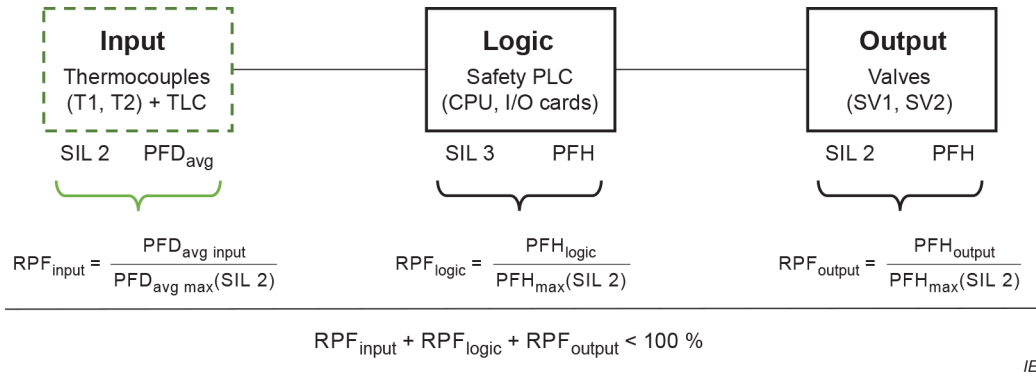 Input
Thermocouples
(T1, T2) + TLC
Logic
Safety PLC
(CPU, I/O cards)
Output
Valves
(SV1, SV2)
SIL 2 PFDavg
SIL 3 PFH
SIL 2 PFH
RPFinput = PFDavg input / PFDavg max(SIL 2)
RPFlogic = PFHlogic / PFHmax(SIL 2)
RPFoutput = PFHoutput / PFHmax(SIL 2)
RPFinput + RPFlogic + RPFoutput < 100 %